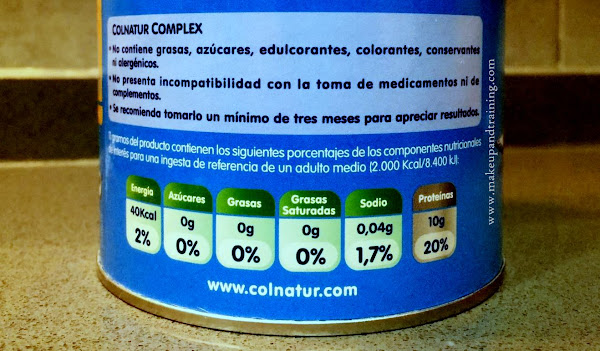 COLNATUR COMPLEX
• No contiene grasas, azúcares, edulcorantes, colorantes, conservantes
ni alergénicos.
• No presenta incompatibilidad con la toma de medicamentos ni de
complementos.
• Se recomienda tomarlo un mínimo de tres meses para apreciar resultados.
gramos del producto contienen los siguientes porcentajes de los componentes nutricionales
de interés para una ingesta de referencia de un adulto medio (2.000 Kcal/8.400 kJ):
Energía Azúcares Grasas Grasas Saturadas Sodio Proteínas
40Kcal 0g 0g 0g 0,04g 10g
2% 0% 0% 0% 1,7% 20%
www.colnatur.com
www.makeupandtraining.com